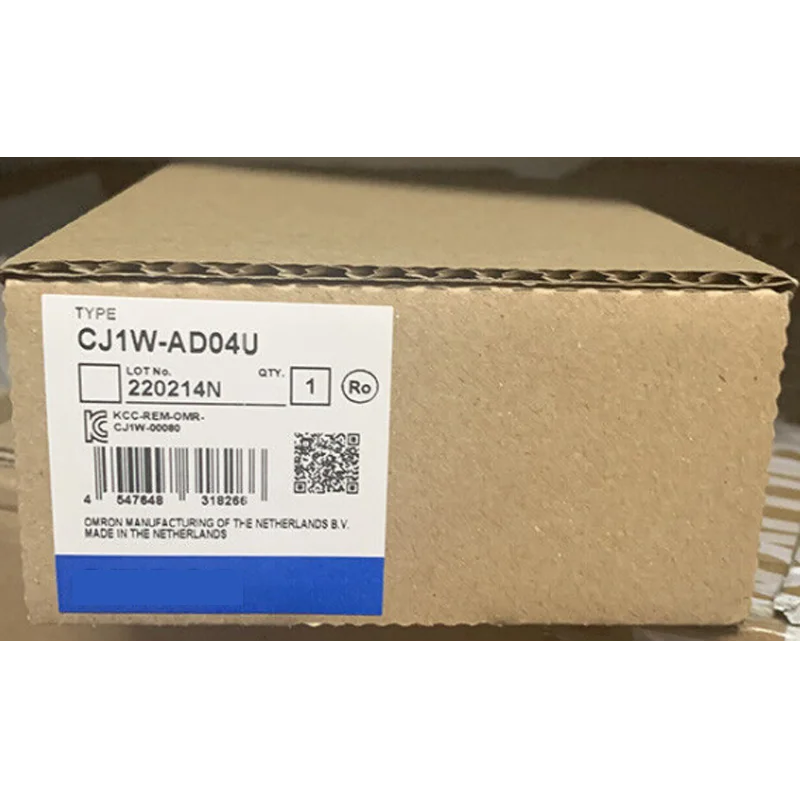 TYPE
CJ1W-AD04U
LOT No. QTY.
220214N 1 Ro
KCC-REM-OMR-
CJ1W-00080
4 547648 318266
OMRON MANUFACTURING OF THE NETHERLANDS B.V.
MADE IN THE NETHERLANDS